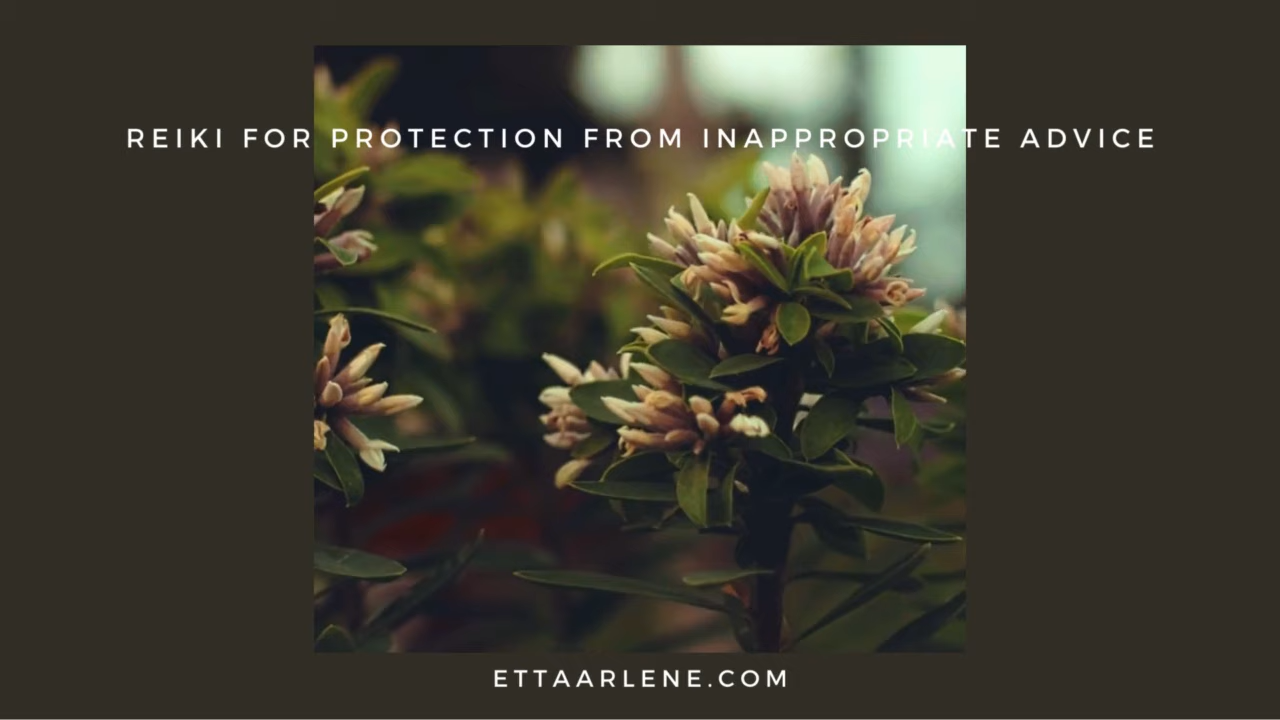 REIKI FOR PROTECTION FROM INAPPROPRIATE ADVICE
ETTAARLENE.COM